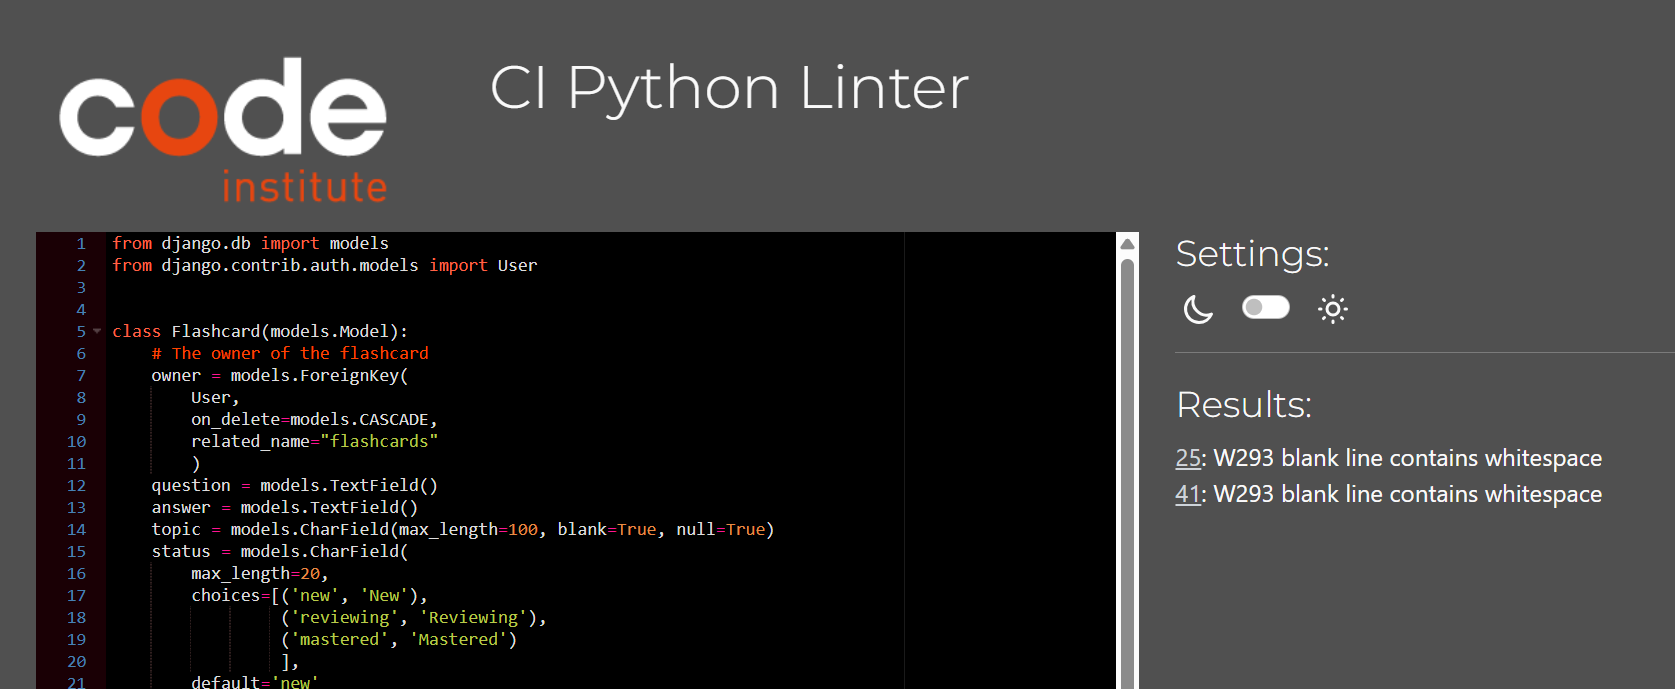 code
institute
CI Python Linter
1 from django.db import models
2 from django.contrib.auth.models import User
3
4
5 class Flashcard(models.Model):
6     # The owner of the flashcard
7     owner = models.ForeignKey(
8         User,
9         on_delete=models.CASCADE,
10         related_name="flashcards"
11         )
12     question = models.TextField()
13     answer = models.TextField()
14     topic = models.CharField(max_length=100, blank=True, null=True)
15     status = models.CharField(
16         max_length=20,
17         choices=[('new', 'New'),
18                  ('reviewing', 'Reviewing'),
19                  ('mastered', 'Mastered')
20                  ],
21         default='new'
Settings:
Results:
25: W293 blank line contains whitespace
41: W293 blank line contains whitespace